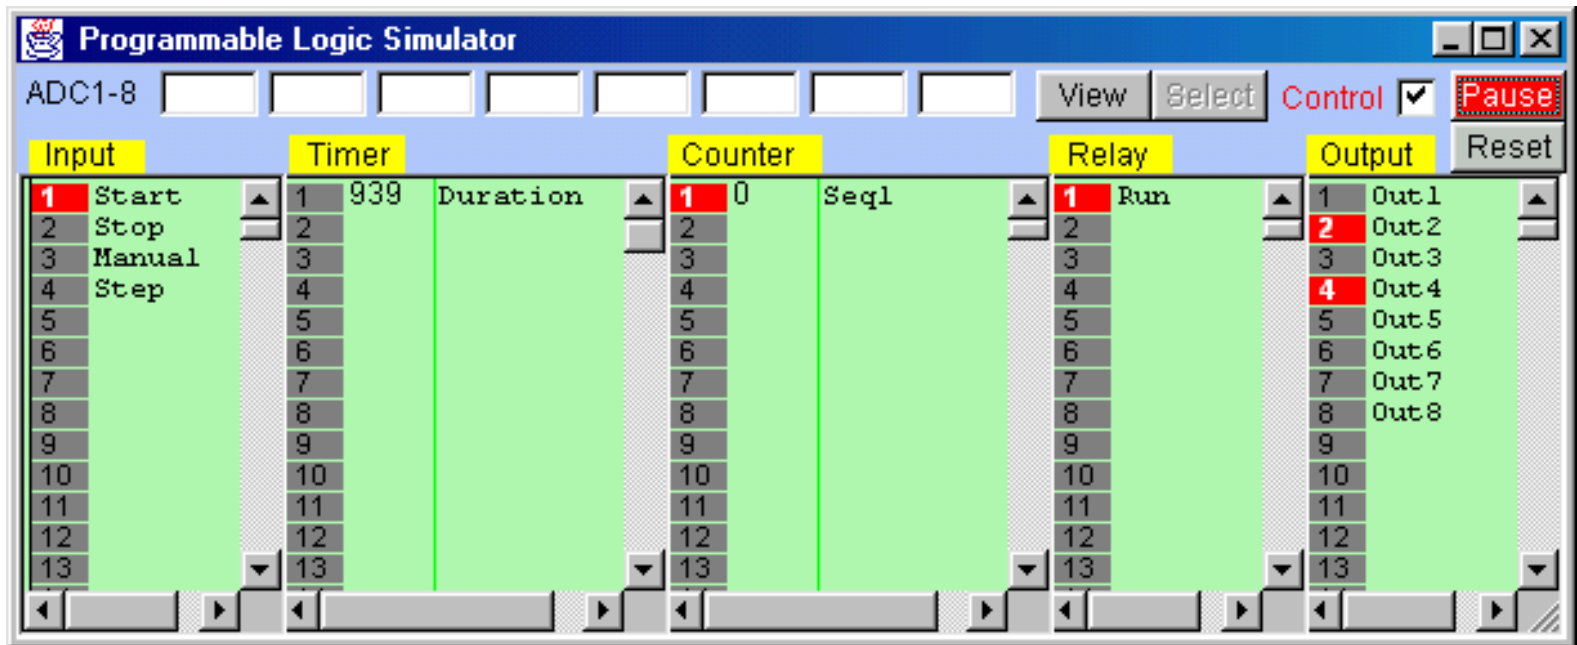 Programmable Logic Simulator
ADC1-8 View Select Control Pause
Input Timer Counter Relay Output Reset
1 Start 1 939 Duration 1 0 Seq1 1 Run 1 Out1
2 Stop 2 2 2 2 Out2
3 Manual 3 3 3 3 Out3
4 Step 4 4 4 4 Out4
5 5 5 5 5 Out5
6 6 6 6 6 Out6
7 7 7 7 7 Out7
8 8 8 8 8 Out8
9 9 9 9 9
10 10 10 10 10
11 11 11 11 11
12 12 12 12 12
13 13 13 13 13